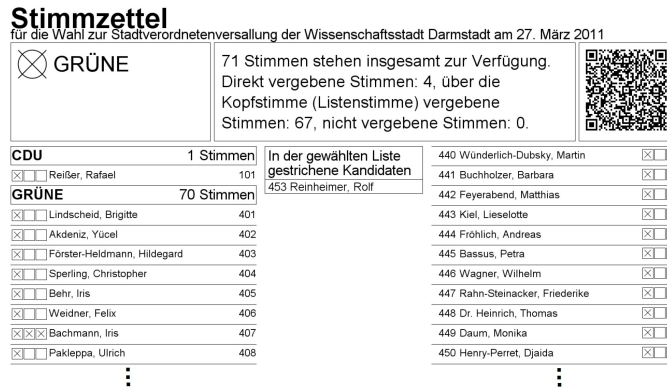 Stimmzettel
für die Wahl zur Stadtverordnetenversallung der Wissenschaftsstadt Darmstadt am 27. März 2011
GRÜNE
71 Stimmen stehen insgesamt zur Verfügung.
Direkt vergebene Stimmen: 4, über die
Kopfstimme (Listenstimme) vergebene
Stimmen: 67, nicht vergebene Stimmen: 0.
CDU 1 Stimmen
Reißer, Rafael 101
GRÜNE 70 Stimmen
Lindscheid, Brigitte 401
Akdeniz, Yücel 402
Förster-Heldmann, Hildegard 403
Sperling, Christopher 404
Behr, Iris 405
Weidner, Felix 406
Bachmann, Iris 407
Pakleppa, Ulrich 408
In der gewählten Liste
gestrichene Kandidaten
453 Reinheimer, Rolf
440 Wünderlich-Dubsky, Martin
441 Buchholzer, Barbara
442 Feyerabend, Matthias
443 Kiel, Lieselotte
444 Fröhlich, Andreas
445 Bassus, Petra
446 Wagner, Wilhelm
447 Rahn-Steinacker, Friederike
448 Dr. Heinrich, Thomas
449 Daum, Monika
450 Henry-Perret, Djaida